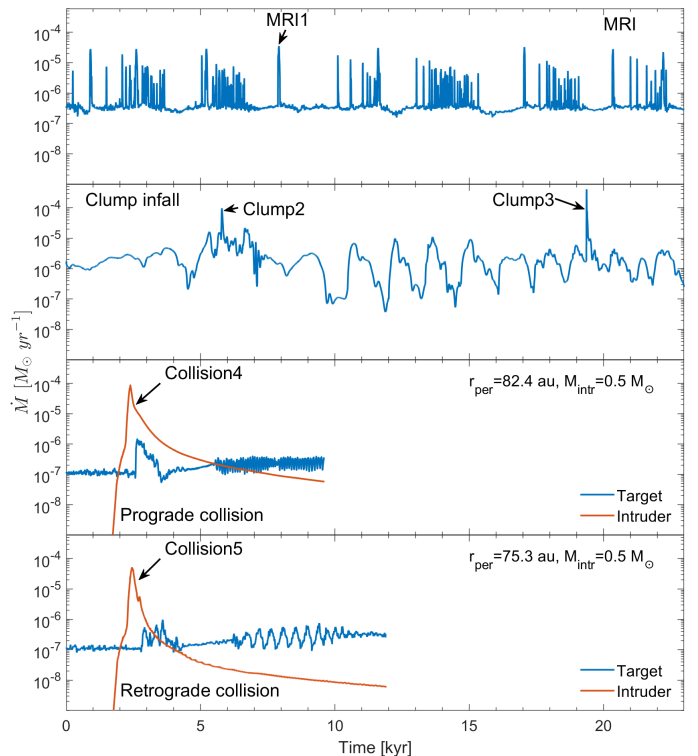 MRI1
MRI
10⁻⁴
10⁻⁵
10⁻⁶
10⁻⁷
10⁻⁸
Clump infall
Clump2
Clump3
10⁻⁴
10⁻⁵
10⁻⁶
10⁻⁷
10⁻⁸
Ṁ [M⊙ yr⁻¹]
Collision4
r_per=82.4 au, M_intr=0.5 M⊙
10⁻⁴
10⁻⁵
10⁻⁶
10⁻⁷
10⁻⁸
Target
Intruder
Prograde collision
Collision5
r_per=75.3 au, M_intr=0.5 M⊙
10⁻⁴
10⁻⁵
10⁻⁶
10⁻⁷
10⁻⁸
Target
Intruder
Retrograde collision
0 5 10 15 20
Time [kyr]